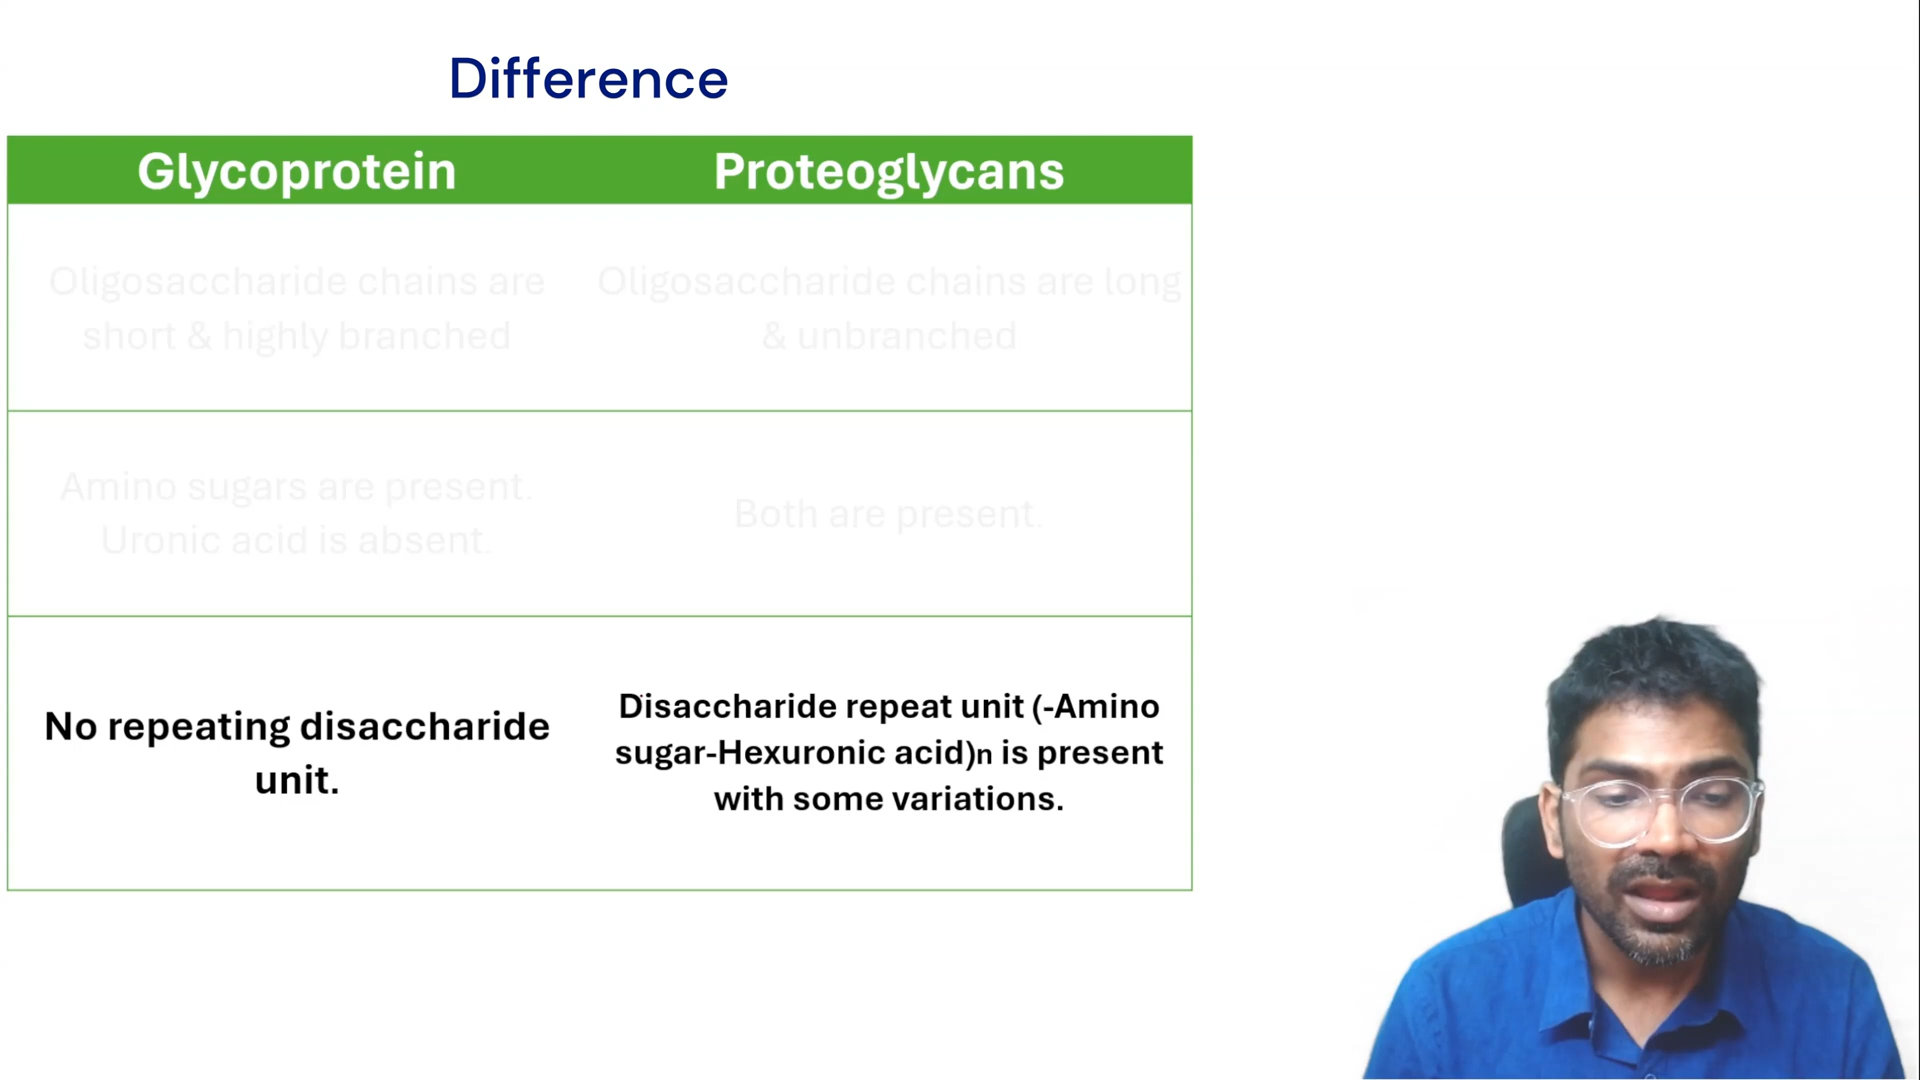 Difference
Glycoprotein
Proteoglycans
Oligosaccharide chains are
short & highly branched
Oligosaccharide chains are long
& unbranched
Amino sugars are present.
Uronic acid is absent.
Both are present.
No repeating disaccharide
unit.
Disaccharide repeat unit (-Amino
sugar-Hexuronic acid)n is present
with some variations.